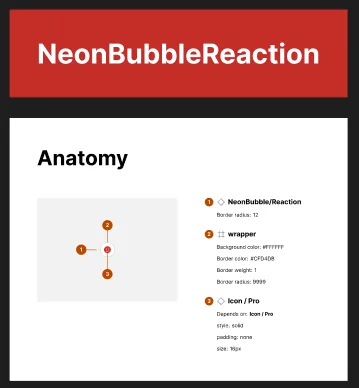 NeonBubbleReaction
Anatomy
2
1
3
1 NeonBubble/Reaction
Border radius: 12
2 wrapper
Background color: #FFFFFF
Border color: #CFD4DB
Border weight: 1
Border radius: 9999
3 Icon / Pro
Depends on: Icon / Pro
style: solid
padding: none
size: 16px